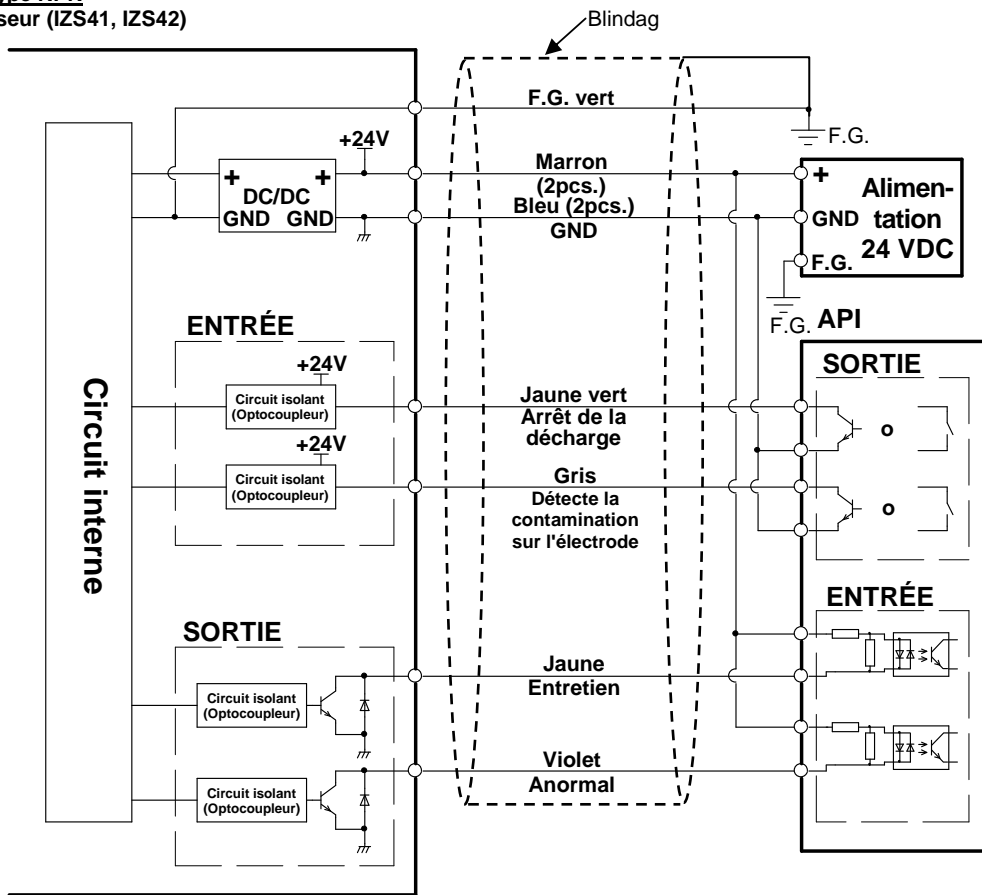 seur (IZS41, IZS42)
Blindag
F.G. vert
F.G.
+24V
Marron
(2pcs.)
Bleu (2pcs.)
GND
+ +
DC/DC
GND GND
+
GND
F.G.
Alimen-
tation
24 VDC
F.G.
API
ENTRÉE
+24V
Circuit isolant
(Optocoupleur)
+24V
Circuit isolant
(Optocoupleur)
Circuit interne
Jaune vert
Arrêt de la
décharge
Gris
Détecte la
contamination
sur l'électrode
SORTIE
o
o
ENTRÉE
SORTIE
Circuit isolant
(Optocoupleur)
Circuit isolant
(Optocoupleur)
Jaune
Entretien
Violet
Anormal